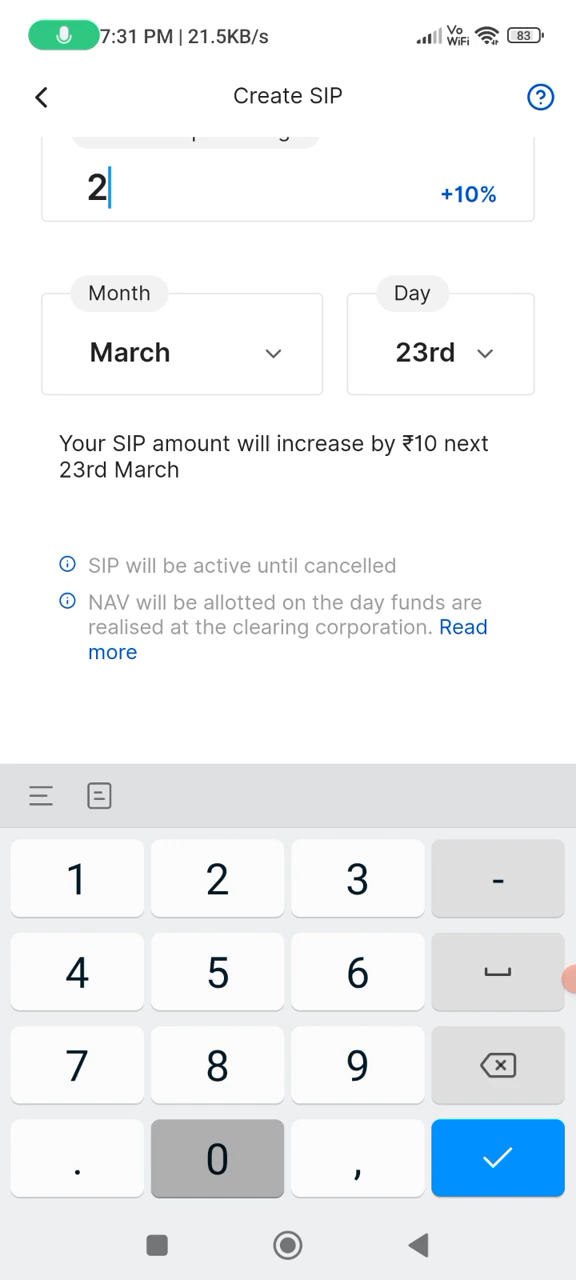 7:31 PM | 21.5KB/s
Vo
WiFi
83
Create SIP
?
2
+10%
Month
Day
March
23rd
Your SIP amount will increase by ₹10 next
23rd March
SIP will be active until cancelled
NAV will be allotted on the day funds are
realised at the clearing corporation. Read
more
1 2 3 -
4 5 6
7 8 9
. 0 ,